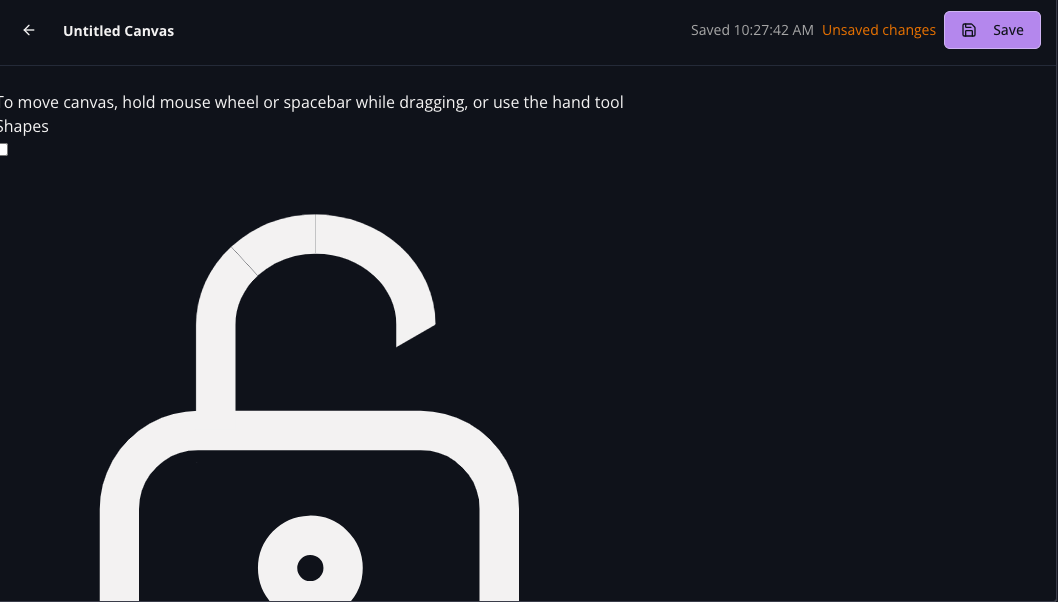 Untitled Canvas
Saved 10:27:42 AM Unsaved changes Save
To move canvas, hold mouse wheel or spacebar while dragging, or use the hand tool
Shapes